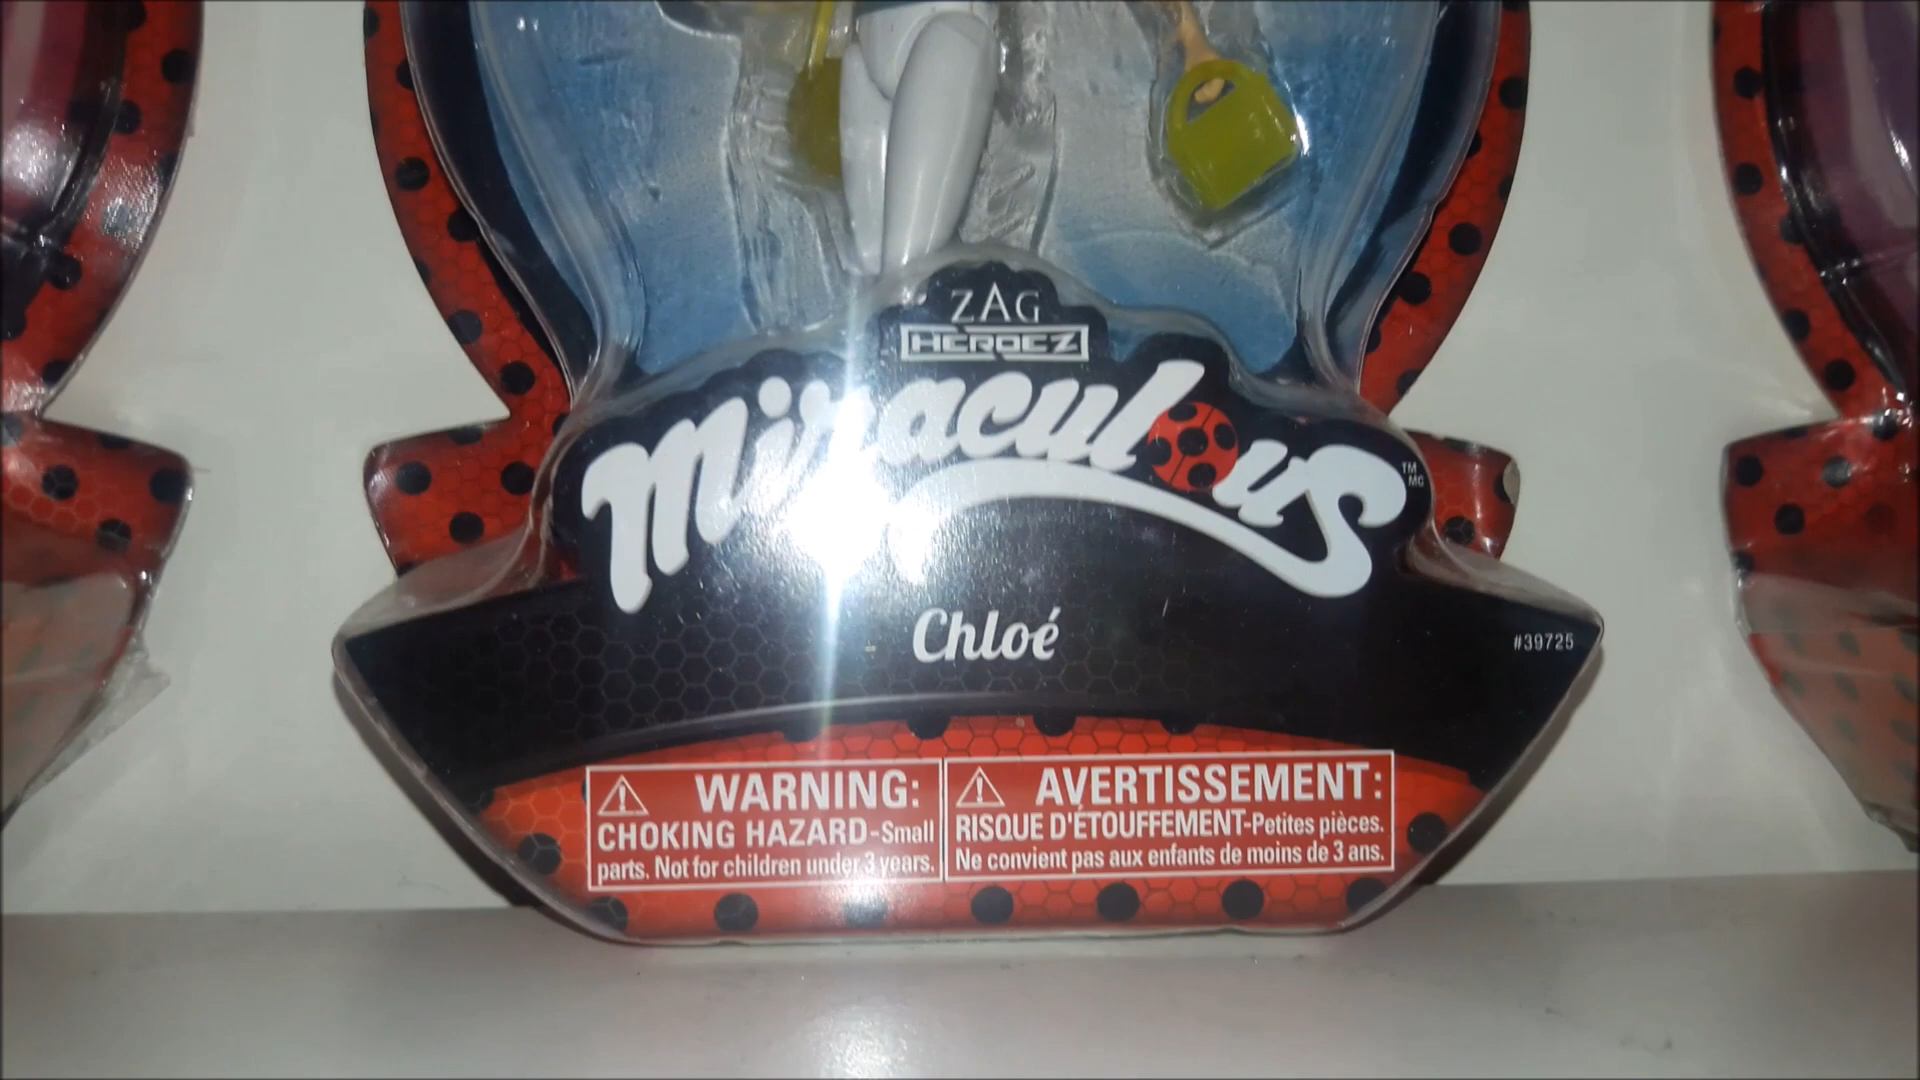 ZAG
HEROEZ
Miraculous
TM
MC
Chloé
#39725
WARNING:
CHOKING HAZARD-Small
parts. Not for children under 3 years.
AVERTISSEMENT:
RISQUE D'ÉTOUFFEMENT-Petites pièces.
Ne convient pas aux enfants de moins de 3 ans.